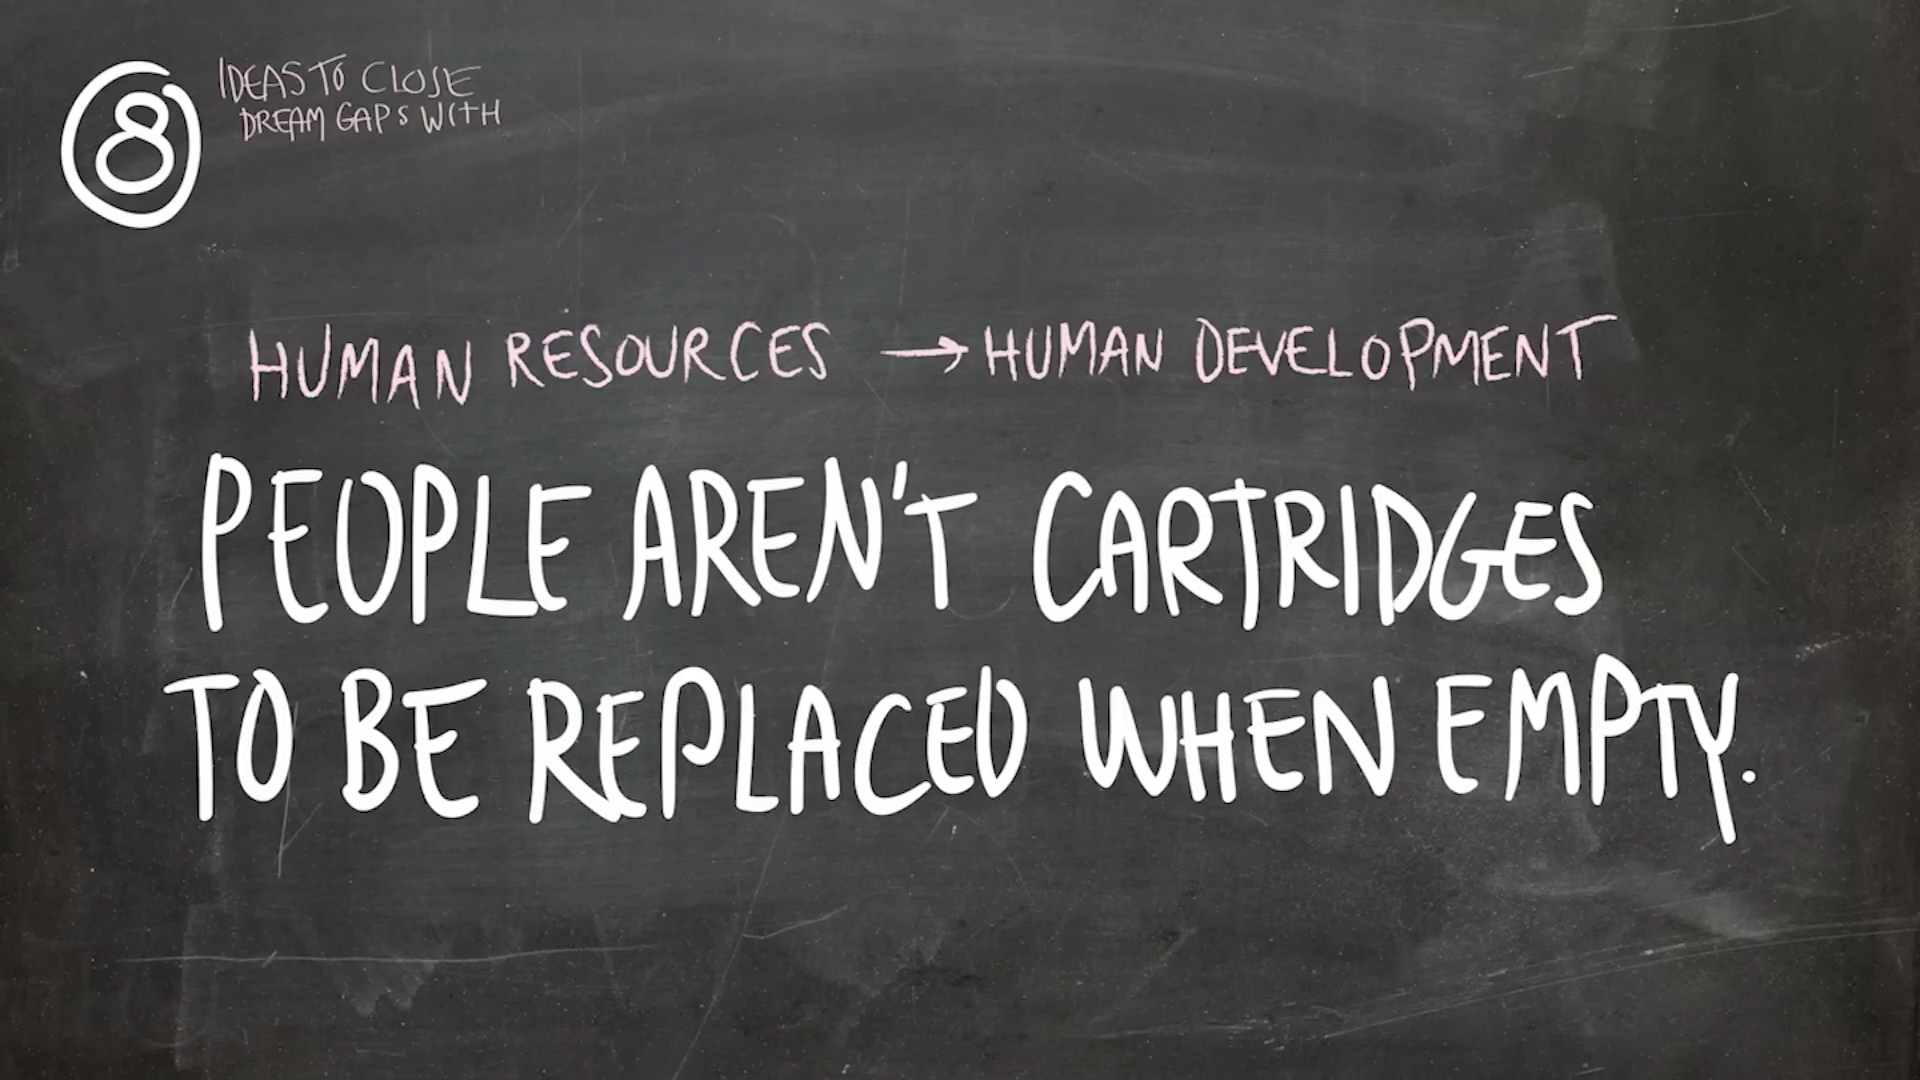 8 IDEAS TO CLOSE
DREAM GAPS WITH
HUMAN RESOURCES → HUMAN DEVELOPMENT
PEOPLE AREN'T CARTRIDGES
TO BE REPLACED WHEN EMPTY.